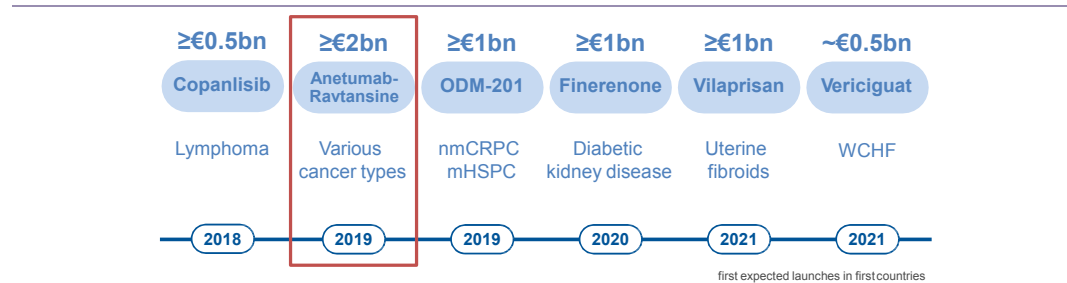 ≥€0.5bn ≥€2bn ≥€1bn ≥€1bn ≥€1bn ~€0.5bn
Copanlisib Anetumab- ODM-201 Finerenone Vilaprisan Vericiguat
Ravtansine
Lymphoma Various nmCRPC Diabetic Uterine WCHF
cancer types mHSPC kidney disease fibroids
2018 2019 2019 2020 2021 2021
first expected launches in firstcountries